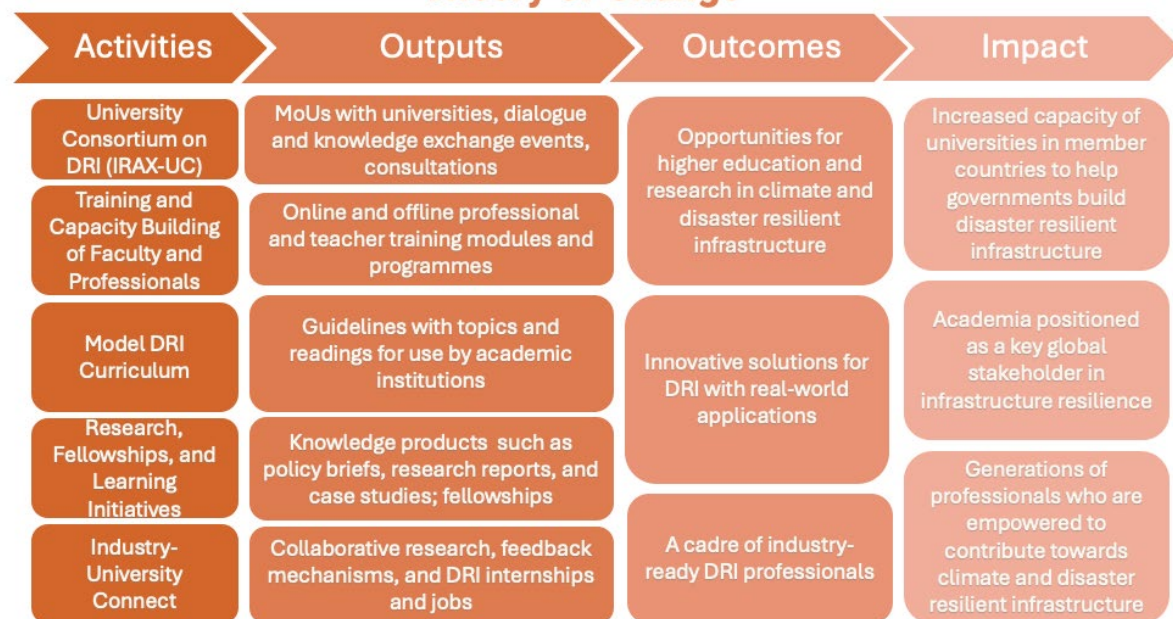 Activities
Outputs
Outcomes
Impact
University
Consortium on
DRI (IRAX-UC)
MoUs with universities, dialogue
and knowledge exchange events,
consultations
Training and
Capacity Building
of Faculty and
Professionals
Online and offline professional
and teacher training modules and
programmes
Model DRI
Curriculum
Guidelines with topics and
readings for use by academic
institutions
Research,
Fellowships, and
Learning
Initiatives
Knowledge products such as
policy briefs, research reports, and
case studies; fellowships
Industry-
University
Connect
Collaborative research, feedback
mechanisms, and DRI internships
and jobs
Opportunities for
higher education and
research in climate and
disaster resilient
infrastructure
Innovative solutions for
DRI with real-world
applications
A cadre of industry-
ready DRI professionals
Increased capacity of
universities in member
countries to help
governments build
disaster resilient
infrastructure
Academia positioned
as a key global
stakeholder in
infrastructure resilience
Generations of
professionals who are
empowered to
contribute towards
climate and disaster
resilient infrastructure